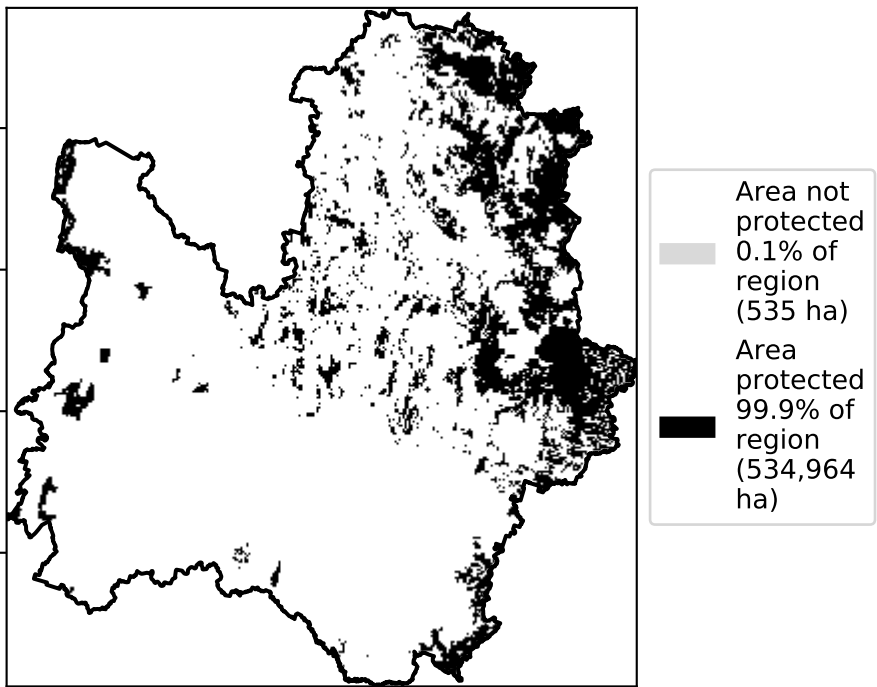 Area not
protected
0.1% of
region
(535 ha)
Area
protected
99.9% of
region
(534,964
ha)